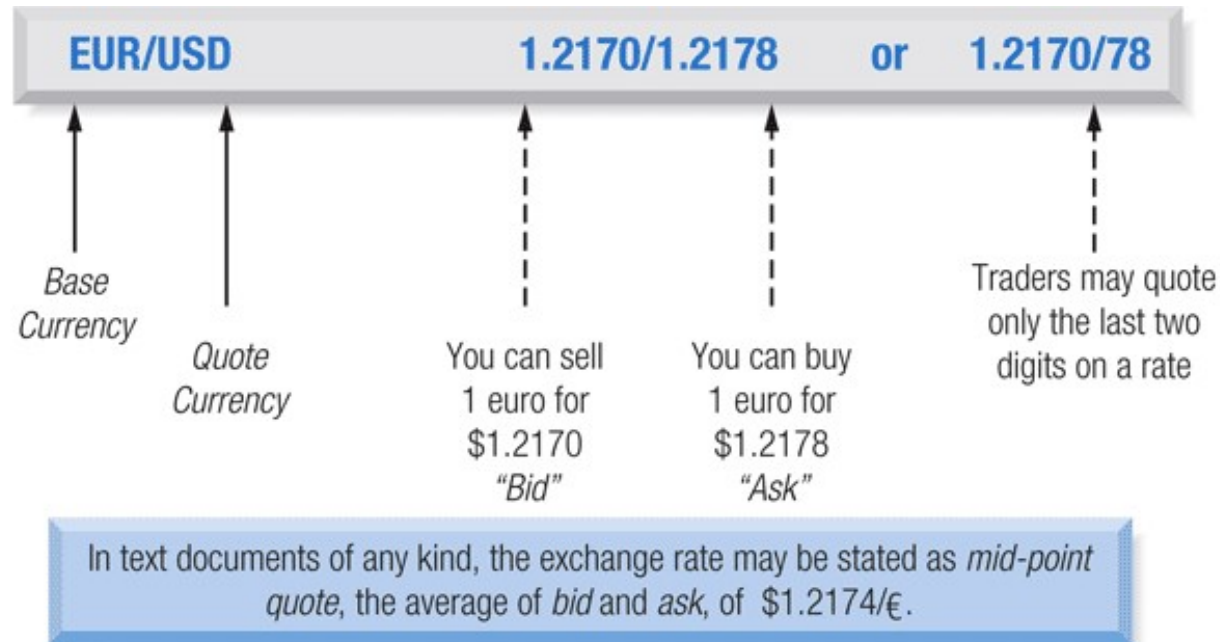 EUR/USD 1.2170/1.2178 or 1.2170/78
Base
Currency
Quote
Currency
You can sell
1 euro for
$1.2170
“Bid”
You can buy
1 euro for
$1.2178
“Ask”
Traders may quote
only the last two
digits on a rate
In text documents of any kind, the exchange rate may be stated as mid-point
quote, the average of bid and ask, of $1.2174/€.